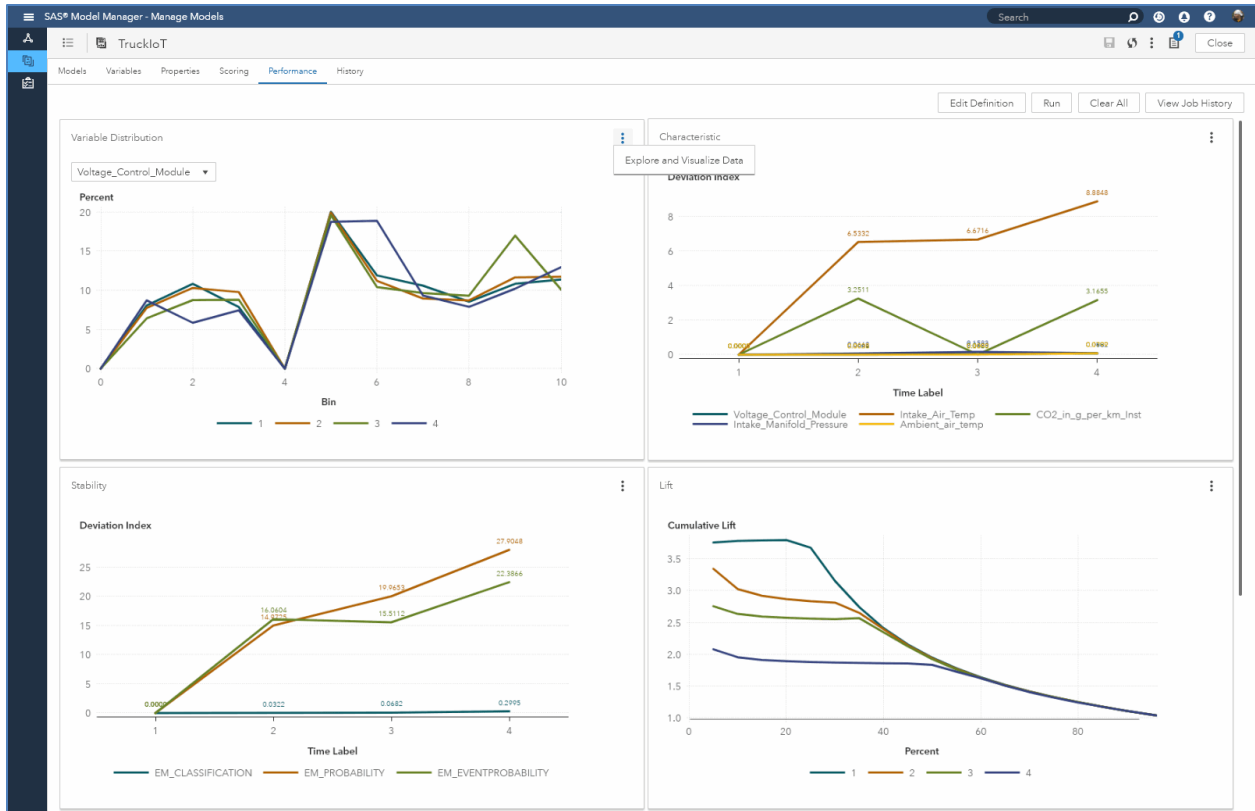 SAS® Model Manager - Manage Models
Search
TruckIoT
1
Close
Models Variables Properties Scoring Performance History
Edit Definition Run Clear All View Job History
Variable Distribution
Explore and Visualize Data
Voltage_Control_Module
Percent
20
15
10
5
0
0 2 4 6 8 10
Bin
1 2 3 4
Characteristic
Deviation Index
8
6
4
2
0
8.8848
6.5332
6.6716
3.2511
3.1655
1 2 3 4
Time Label
Voltage_Control_Module Intake_Air_Temp CO2_in_g_per_km_Inst
Intake_Manifold_Pressure Ambient_air_temp
Stability
Deviation Index
25
20
15
10
5
0
27.9048
22.3866
19.9653
16.0604
15.5112
0.0322
0.0682
0.2995
1 2 3 4
Time Label
EM_CLASSIFICATION EM_PROBABILITY EM_EVENTPROBABILITY
Lift
Cumulative Lift
3.5
3.0
2.5
2.0
1.5
1.0
0 20 40 60 80
Percent
1 2 3 4